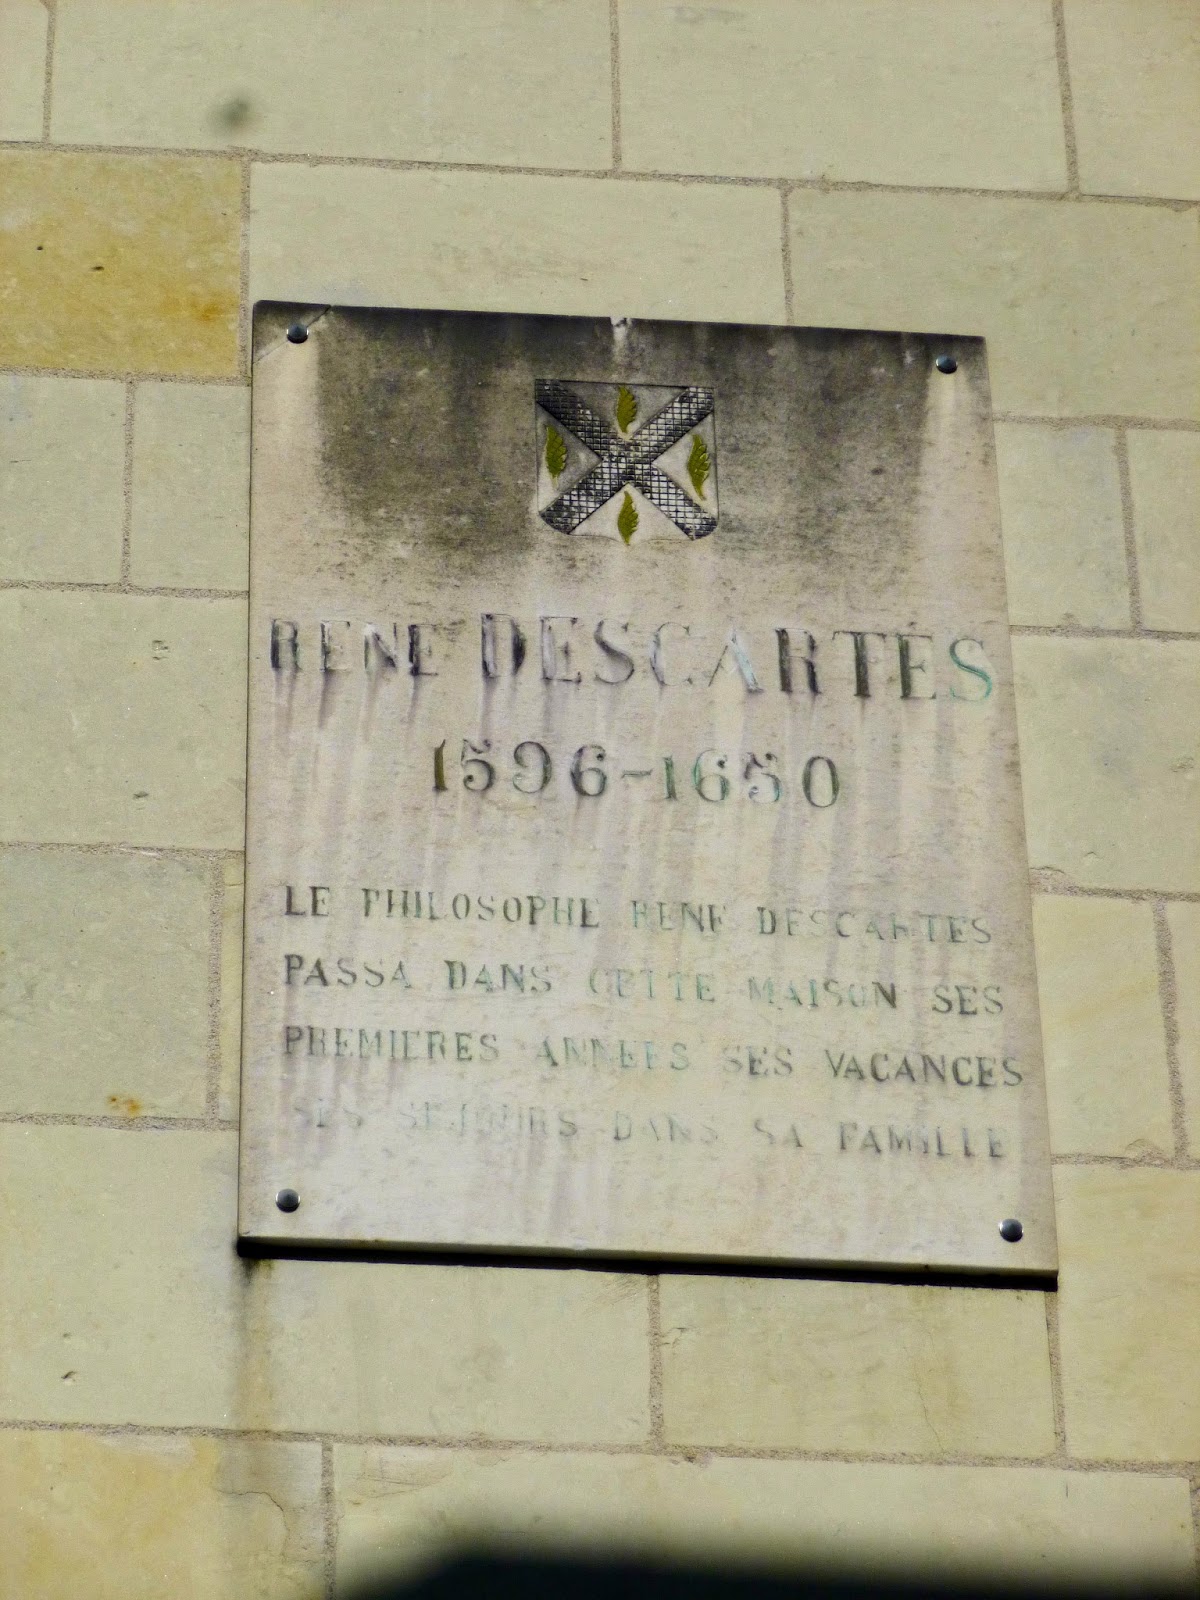 RENE DESCARTES
1596-1650
LE PHILOSOPHE RENE DESCARTES
PASSA DANS CETTE MAISON SES
PREMIERES ANNEES SES VACANCES
SES SEJOURS DANS SA FAMILLE